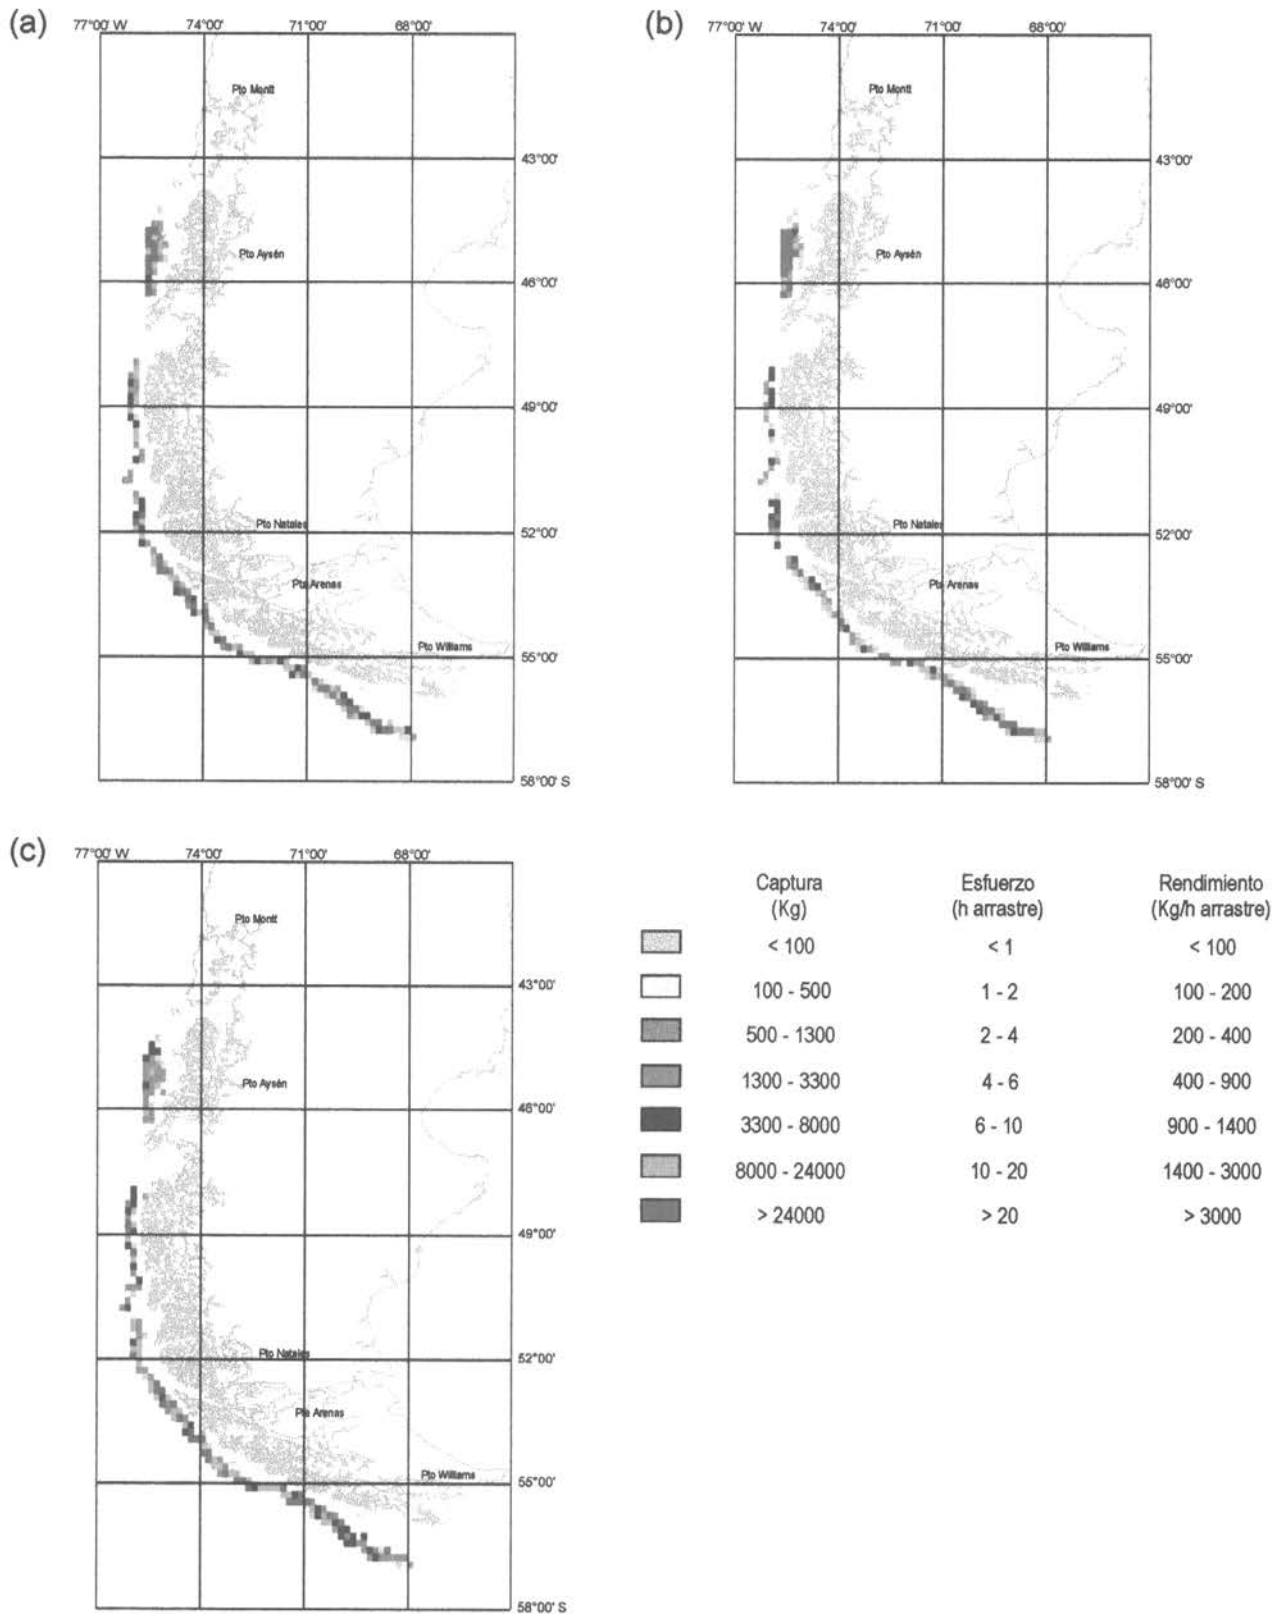 (a)
77°00' W 74°00' 71°00' 68°00'
Pto Montt
43°00'
Pto Aysén
46°00'
49°00'
Pto Natales
52°00'
Pta Arenas
Pto Williams
55°00'
58°00' S
(b)
77°00' W 74°00' 71°00' 68°00'
Pto Montt
43°00'
Pto Aysén
46°00'
49°00'
Pto Natales
52°00'
Pta Arenas
Pto Williams
55°00'
58°00' S
(c)
77°00' W 74°00' 71°00' 68°00'
Pto Montt
43°00'
Pto Aysén
46°00'
49°00'
Pto Natales
52°00'
Pta Arenas
Pto Williams
55°00'
58°00' S
Captura Esfuerzo Rendimiento
(Kg) (h arrastre) (Kg/h arrastre)
< 100 < 1 < 100
100 - 500 1 - 2 100 - 200
500 - 1300 2 - 4 200 - 400
1300 - 3300 4 - 6 400 - 900
3300 - 8000 6 - 10 900 - 1400
8000 - 24000 10 - 20 1400 - 3000
> 24000 > 20 > 3000